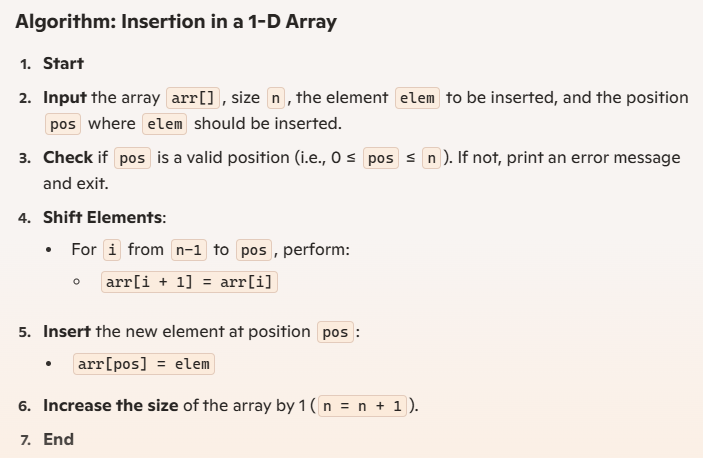 Algorithm: Insertion in a 1-D Array
1. Start
2. Input the array arr[], size n, the element elem to be inserted, and the position
pos where elem should be inserted.
3. Check if pos is a valid position (i.e., 0 ≤ pos ≤ n). If not, print an error message
and exit.
4. Shift Elements:
• For i from n-1 to pos, perform:
○ arr[i + 1] = arr[i]
5. Insert the new element at position pos:
• arr[pos] = elem
6. Increase the size of the array by 1 (n = n + 1).
7. End